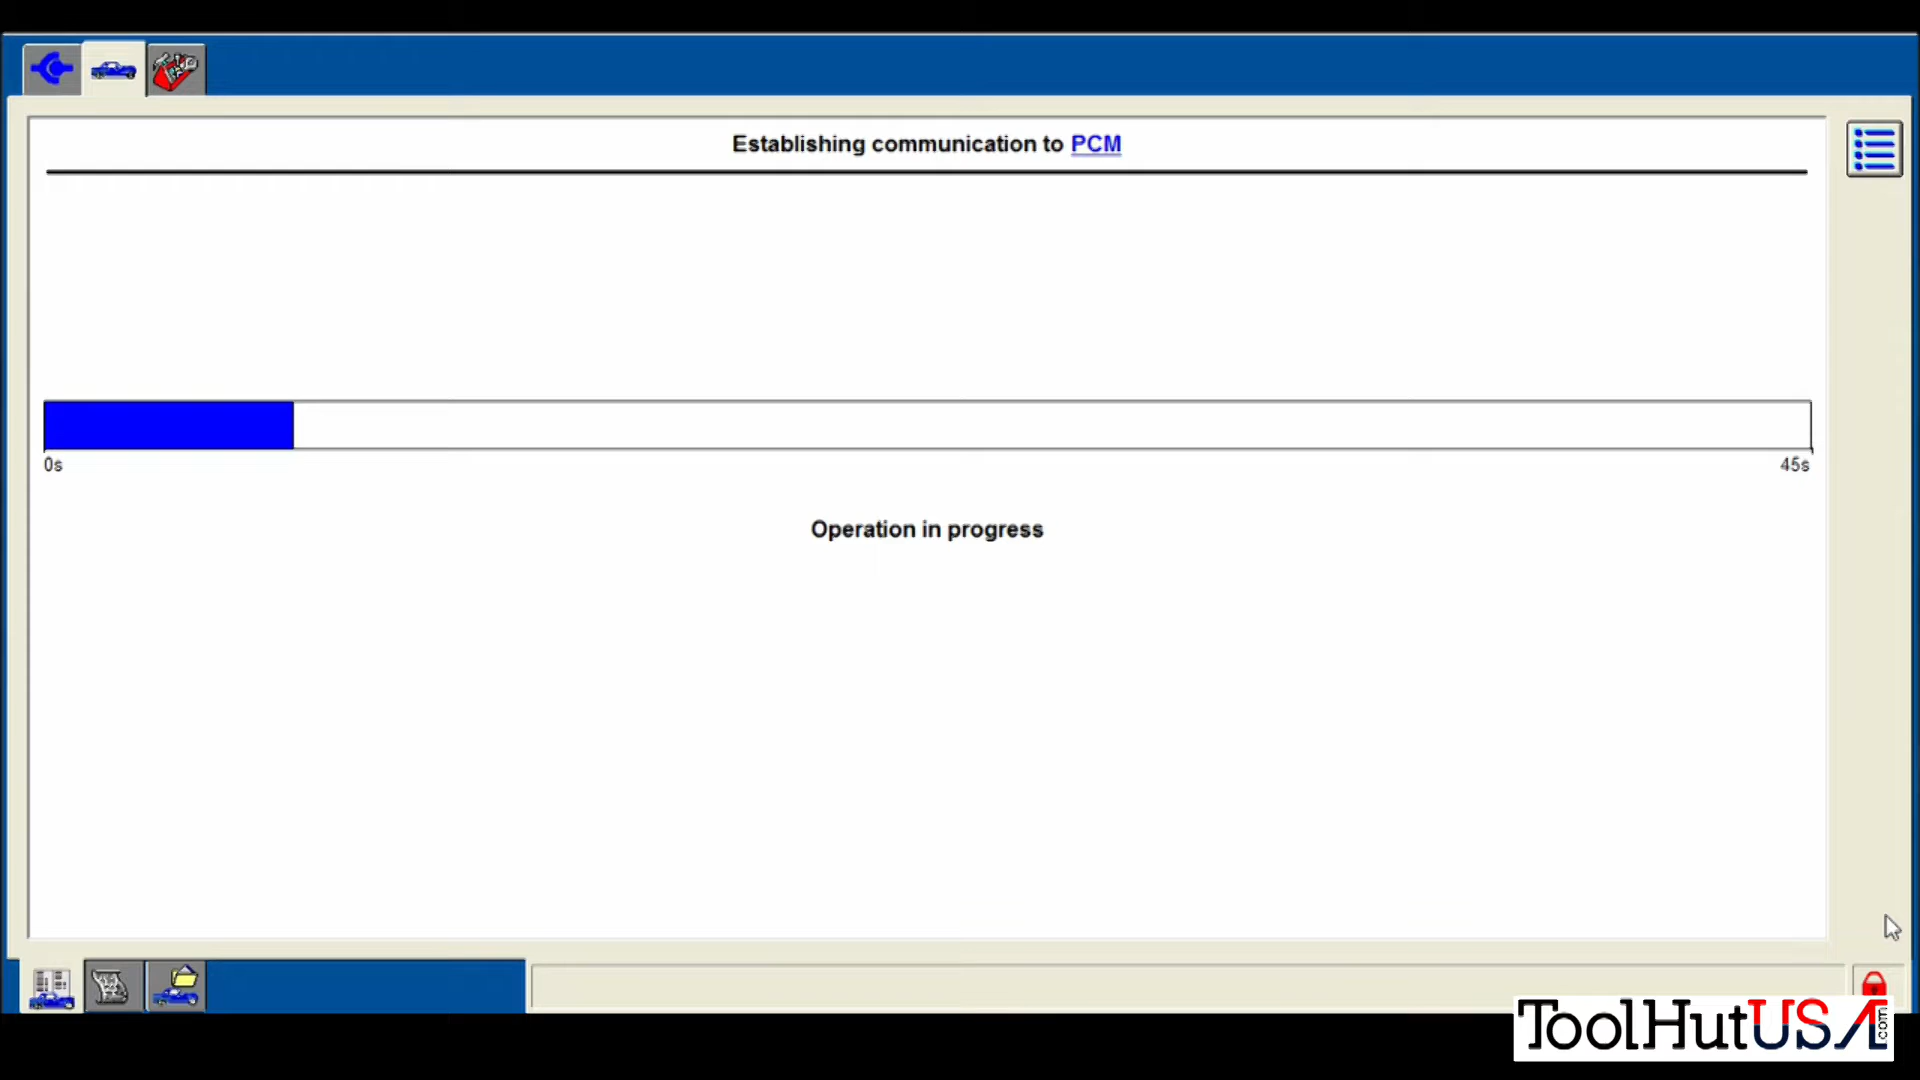 Establishing communication to PCM
0s
45s
Operation in progress
ToolHutUSA.com